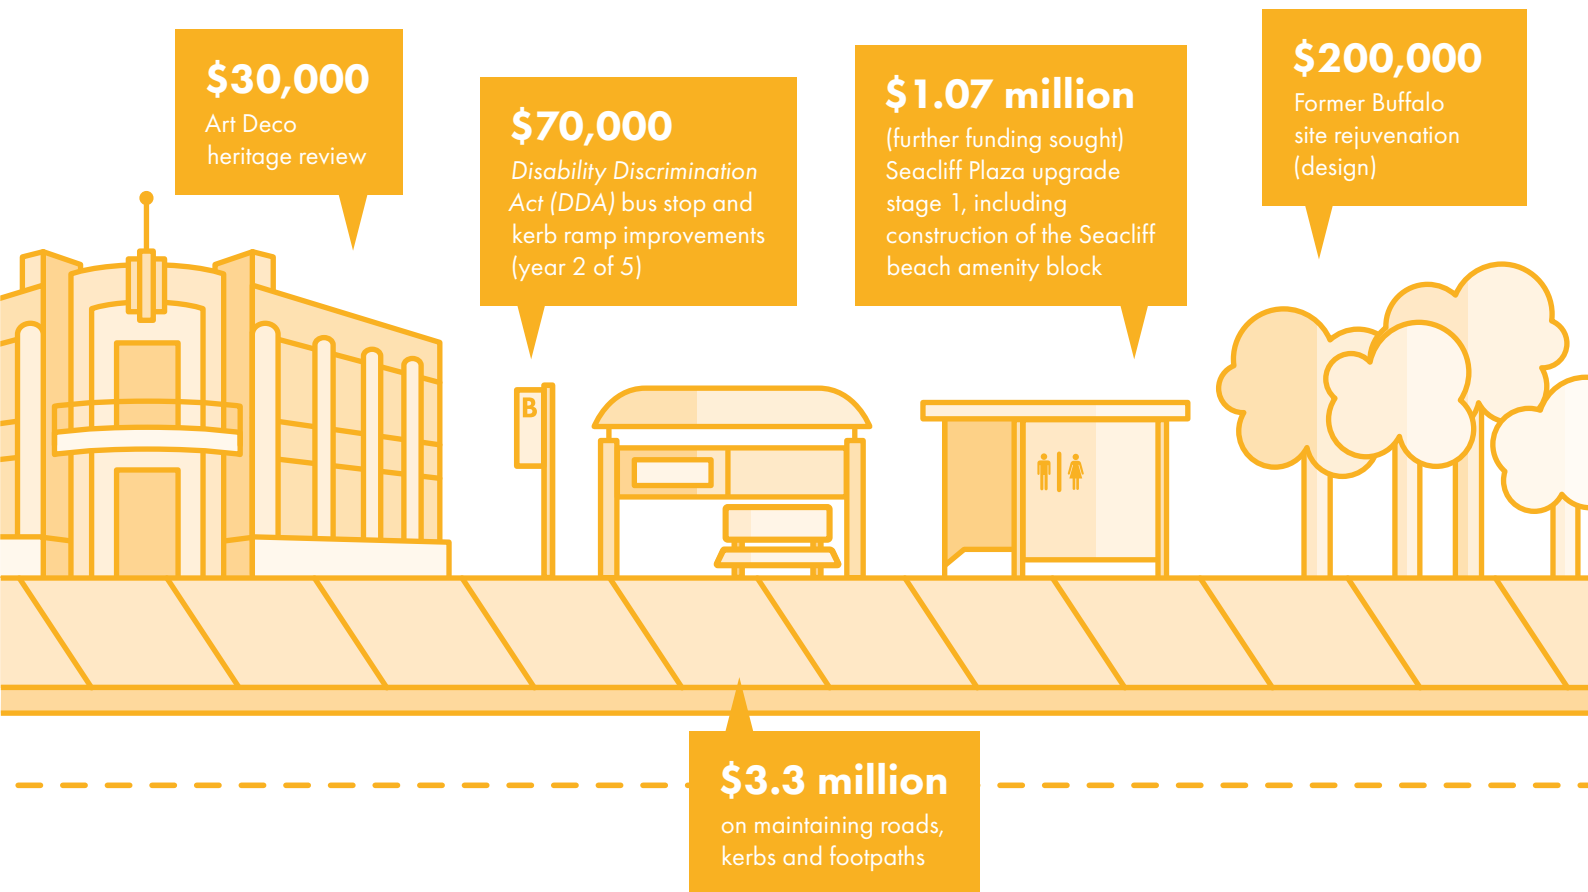 $30,000
Art Deco
heritage review
$70,000
Disability Discrimination
Act (DDA) bus stop and
kerb ramp improvements
(year 2 of 5)
$1.07 million
(further funding sought)
Seacliff Plaza upgrade
stage 1, including
construction of the Seacliff
beach amenity block
$200,000
Former Buffalo
site rejuvenation
(design)
B
$3.3 million
on maintaining roads,
kerbs and footpaths